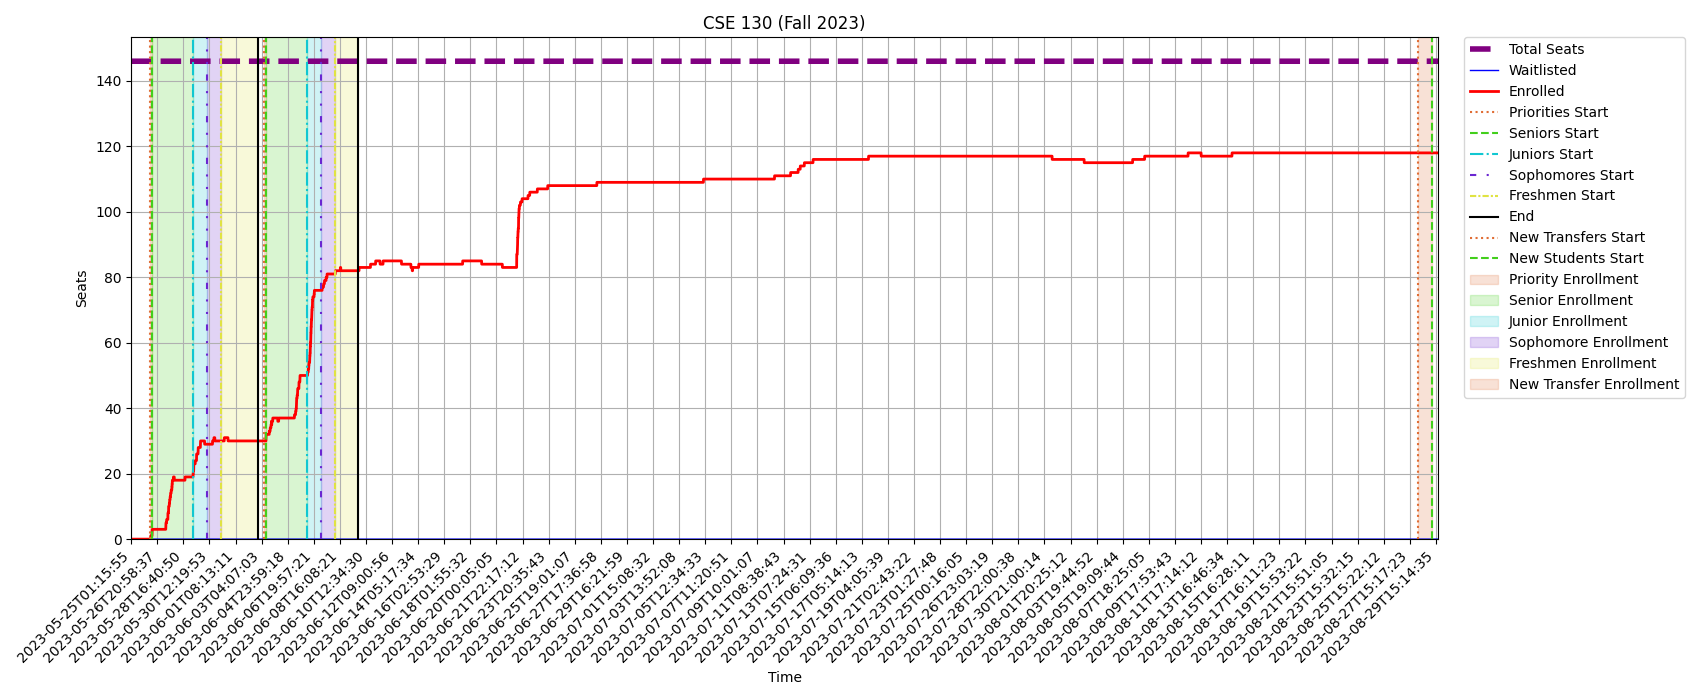 CSE 130 (Fall 2023)
Seats
140
120
100
80
60
40
20
0
2023-05-25T01:15:55
2023-05-26T20:58:37
2023-05-28T16:40:50
2023-05-30T12:19:53
2023-06-01T08:13:11
2023-06-03T04:07:03
2023-06-04T23:59:18
2023-06-06T19:57:21
2023-06-08T16:08:21
2023-06-10T12:34:30
2023-06-12T09:00:56
2023-06-14T05:17:34
2023-06-16T02:53:29
2023-06-18T01:55:32
2023-06-20T00:05:05
2023-06-21T22:17:12
2023-06-23T20:35:43
2023-06-25T19:01:07
2023-06-27T17:36:58
2023-06-29T16:21:59
2023-07-01T15:08:32
2023-07-03T13:52:08
2023-07-05T12:34:33
2023-07-07T11:20:51
2023-07-09T10:01:07
2023-07-11T08:38:43
2023-07-13T07:24:31
2023-07-15T06:09:36
2023-07-17T05:14:13
2023-07-19T04:05:39
2023-07-21T02:43:22
2023-07-23T01:27:48
2023-07-25T00:16:05
2023-07-26T23:03:19
2023-07-28T22:00:38
2023-07-30T21:00:14
2023-08-01T20:25:12
2023-08-03T19:44:52
2023-08-05T19:09:44
2023-08-07T18:25:05
2023-08-09T17:53:43
2023-08-11T17:14:12
2023-08-13T16:46:34
2023-08-15T16:28:11
2023-08-17T16:11:23
2023-08-19T15:53:22
2023-08-21T15:51:05
2023-08-23T15:32:15
2023-08-25T15:22:12
2023-08-27T15:17:23
2023-08-29T15:14:35
Time
Total Seats
Waitlisted
Enrolled
Priorities Start
Seniors Start
Juniors Start
Sophomores Start
Freshmen Start
End
New Transfers Start
New Students Start
Priority Enrollment
Senior Enrollment
Junior Enrollment
Sophomore Enrollment
Freshmen Enrollment
New Transfer Enrollment